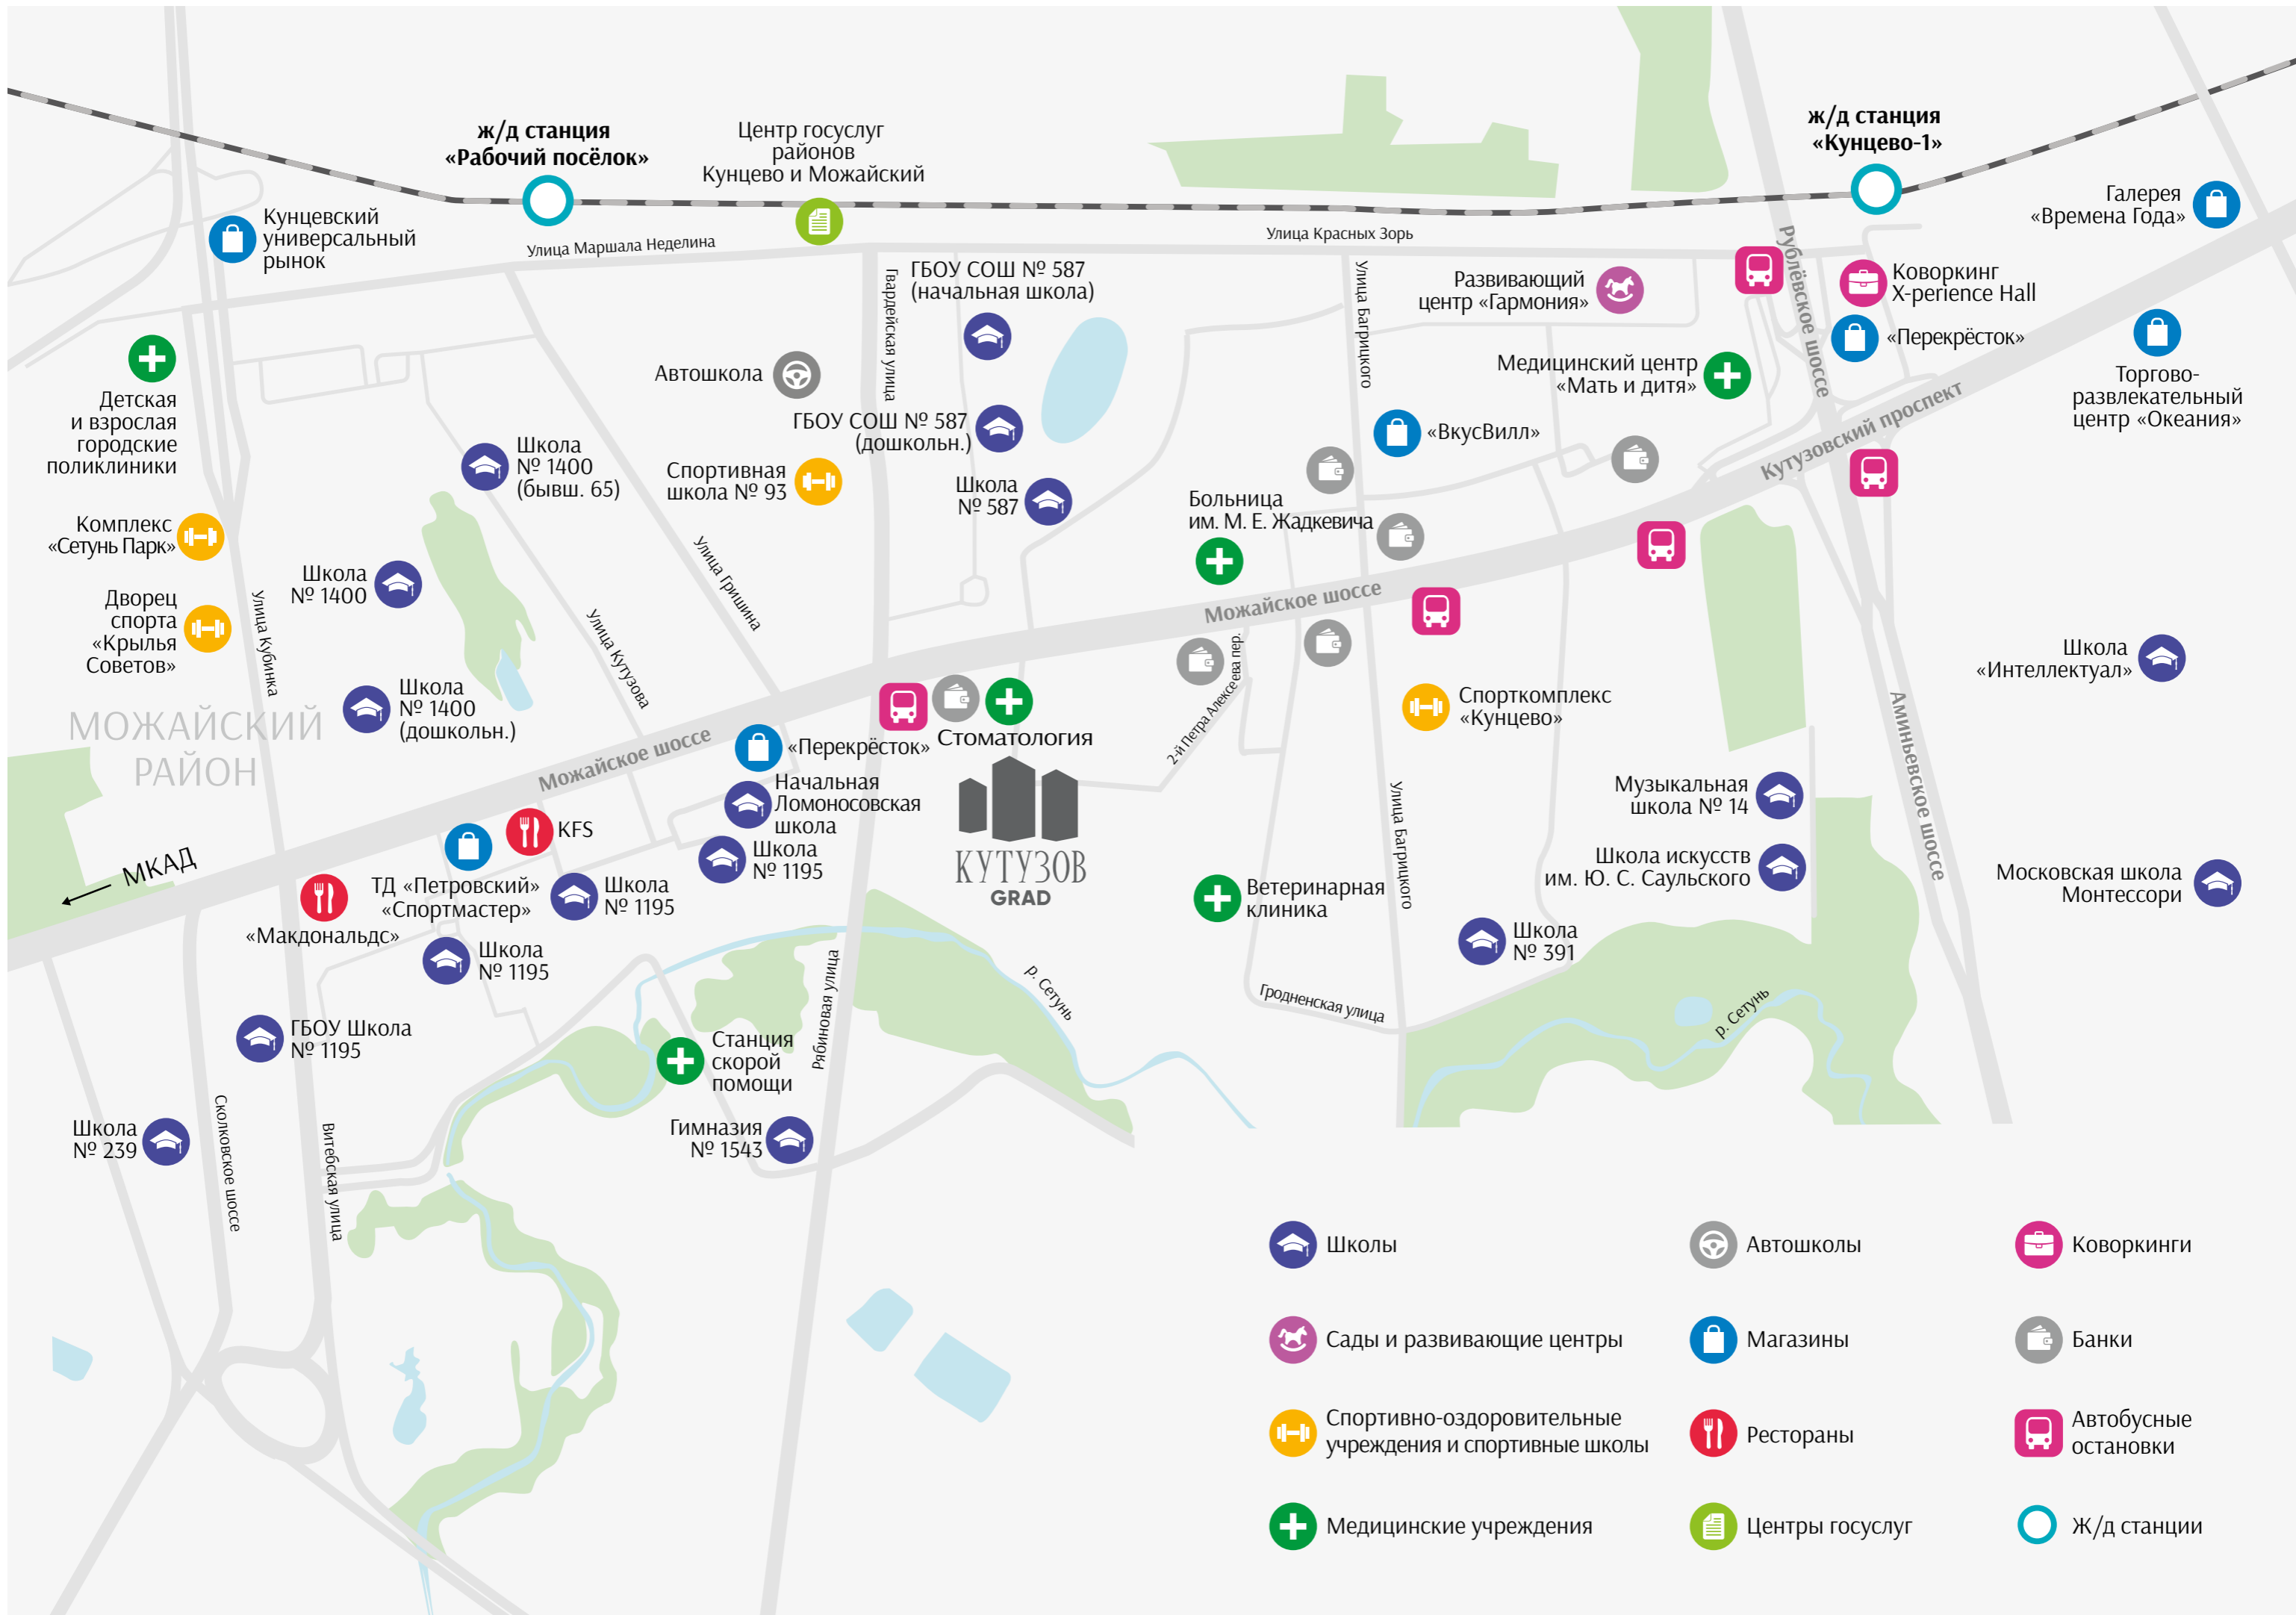 ж/д станция
«Рабочий посёлок»
Центр госуслуг
районов
Кунцево и Можайский
ж/д станция
«Кунцево-1»
Галерея
«Времена Года»
Кунцевский
универсальный
рынок
Улица Маршала Неделина
Улица Красных Зорь
Рублёвское шоссе
ГБОУ СОШ № 587
(начальная школа)
Гвардейская улица
Улица Багрицкого
Развивающий
центр «Гармония»
Коворкинг
X-perience Hall
«Перекрёсток»
Автошкола
Медицинский центр
«Мать и дитя»
Торгово-
развлекательный
центр «Океания»
Детская
и взрослая
городские
поликлиники
Кутузовский проспект
ГБОУ СОШ № 587
(дошкольн.)
«ВкусВилл»
Школа
№ 1400
(бывш. 65)
Спортивная
школа № 93
Школа
№ 587
Больница
им. М. Е. Жадкевича
Комплекс
«Сетунь Парк»
Улица Гришина
Школа
№ 1400
Можайское шоссе
Дворец
спорта
«Крылья
Советов»
Улица Кубинка
Улица Кутузова
2-й Петра Алексеева пер.
Школа
«Интеллектуал»
Школа
№ 1400
(дошкольн.)
Спорткомплекс
«Кунцево»
МОЖАЙСКИЙ
РАЙОН
Можайское шоссе
«Перекрёсток»
Стоматология
Аминьевское шоссе
Начальная
Ломоносовская
школа
Музыкальная
школа № 14
Улица Багрицкого
KFS
Школа
№ 1195
КУТУЗОВ
GRAD
Школа искусств
им. Ю. С. Саульского
МКАД
ТД «Петровский»
«Спортмастер»
Школа
№ 1195
Ветеринарная
клиника
Московская школа
Монтессори
«Макдональдс»
Школа
№ 1195
Школа
№ 391
р. Сетунь
Рябиновая улица
Гродненская улица
р. Сетунь
ГБОУ Школа
№ 1195
Станция
скорой
помощи
Школа
№ 239
Сколковское шоссе
Витебская улица
Гимназия
№ 1543
Школы
Автошколы
Коворкинги
Сады и развивающие центры
Магазины
Банки
Спортивно-оздоровительные
учреждения и спортивные школы
Рестораны
Автобусные
остановки
Медицинские учреждения
Центры госуслуг
Ж/д станции